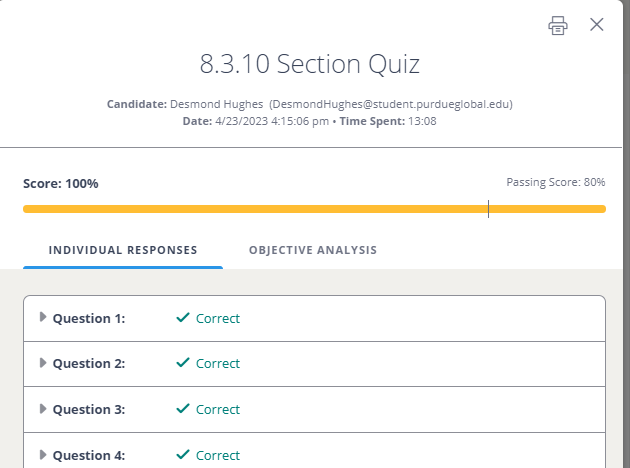 8.3.10 Section Quiz
Candidate: Desmond Hughes (DesmondHughes@student.purdueglobal.edu)
Date: 4/23/2023 4:15:06 pm • Time Spent: 13:08
Score: 100% Passing Score: 80%
INDIVIDUAL RESPONSES OBJECTIVE ANALYSIS
Question 1: Correct
Question 2: Correct
Question 3: Correct
Question 4: Correct